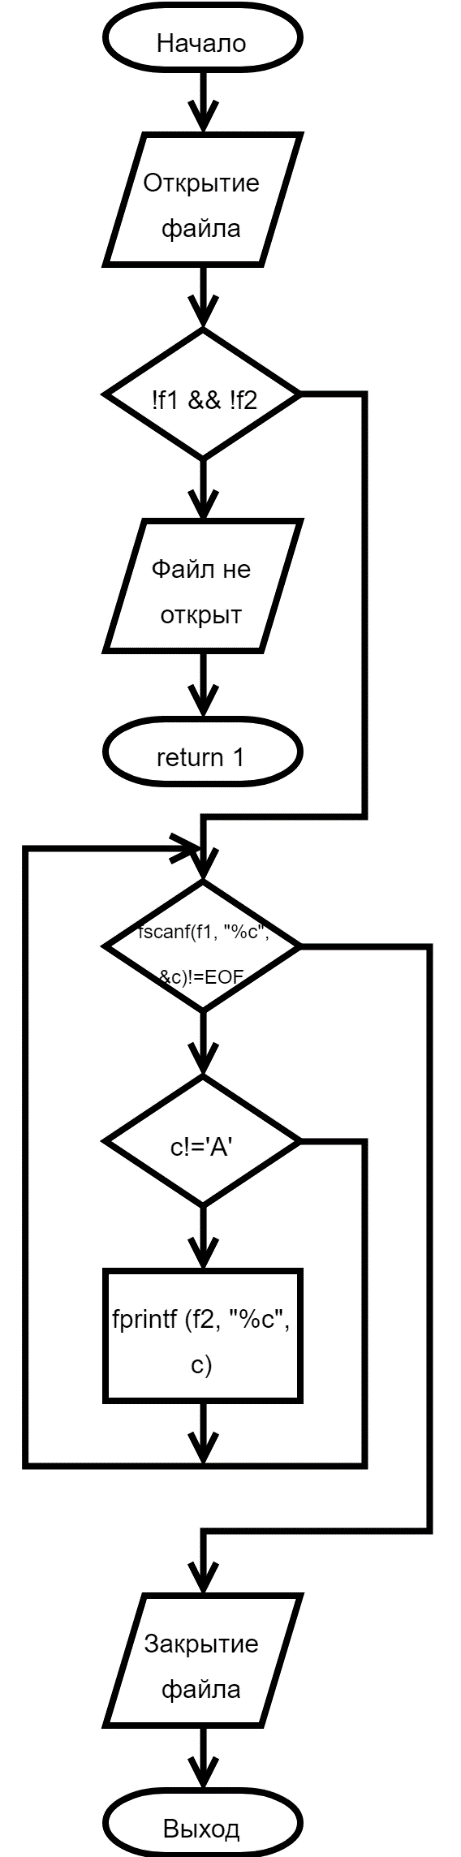 Начало
Открытие
файла
!f1 && !f2
Файл не
открыт
return 1
fscanf(f1, "%c",
&c)!=EOF
c!='A'
fprintf (f2, "%c",
c)
Закрытие
файла
Выход